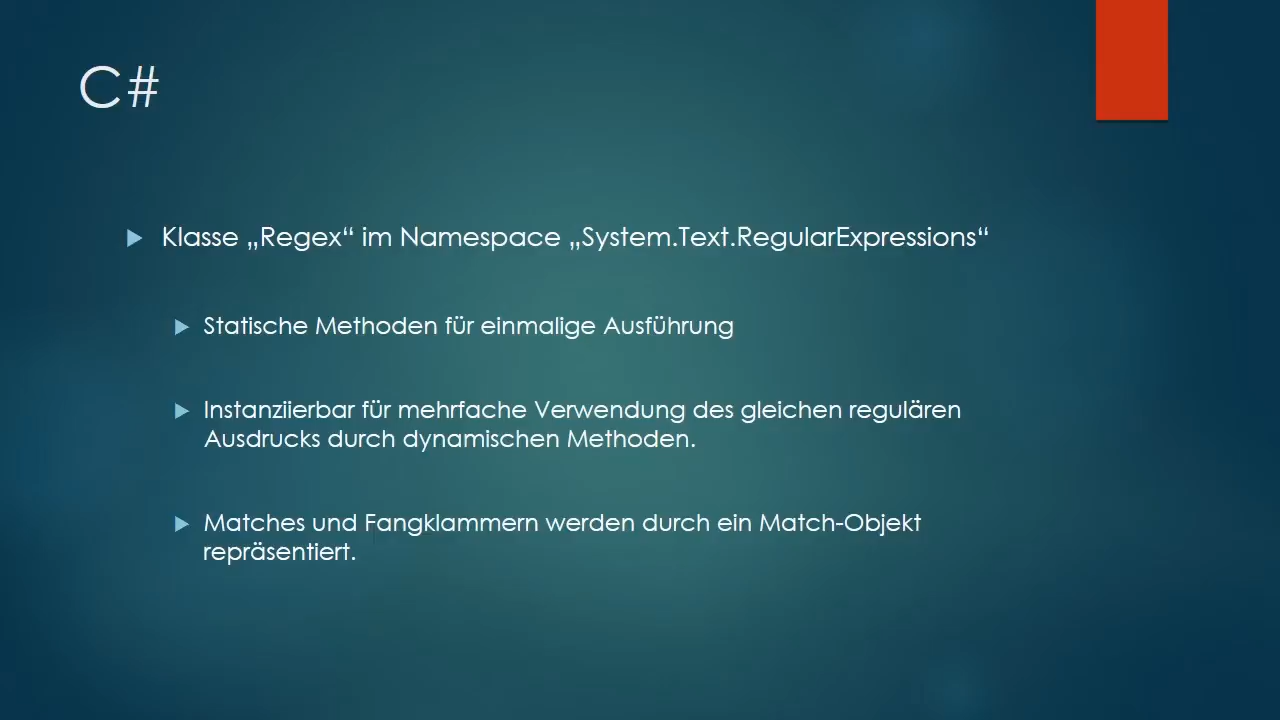 C#
Klasse „Regex“ im Namespace „System.Text.RegularExpressions“
Statische Methoden für einmalige Ausführung
Instanziierbar für mehrfache Verwendung des gleichen regulären
Ausdrucks durch dynamischen Methoden.
Matches und Fangklammern werden durch ein Match-Objekt
repräsentiert.